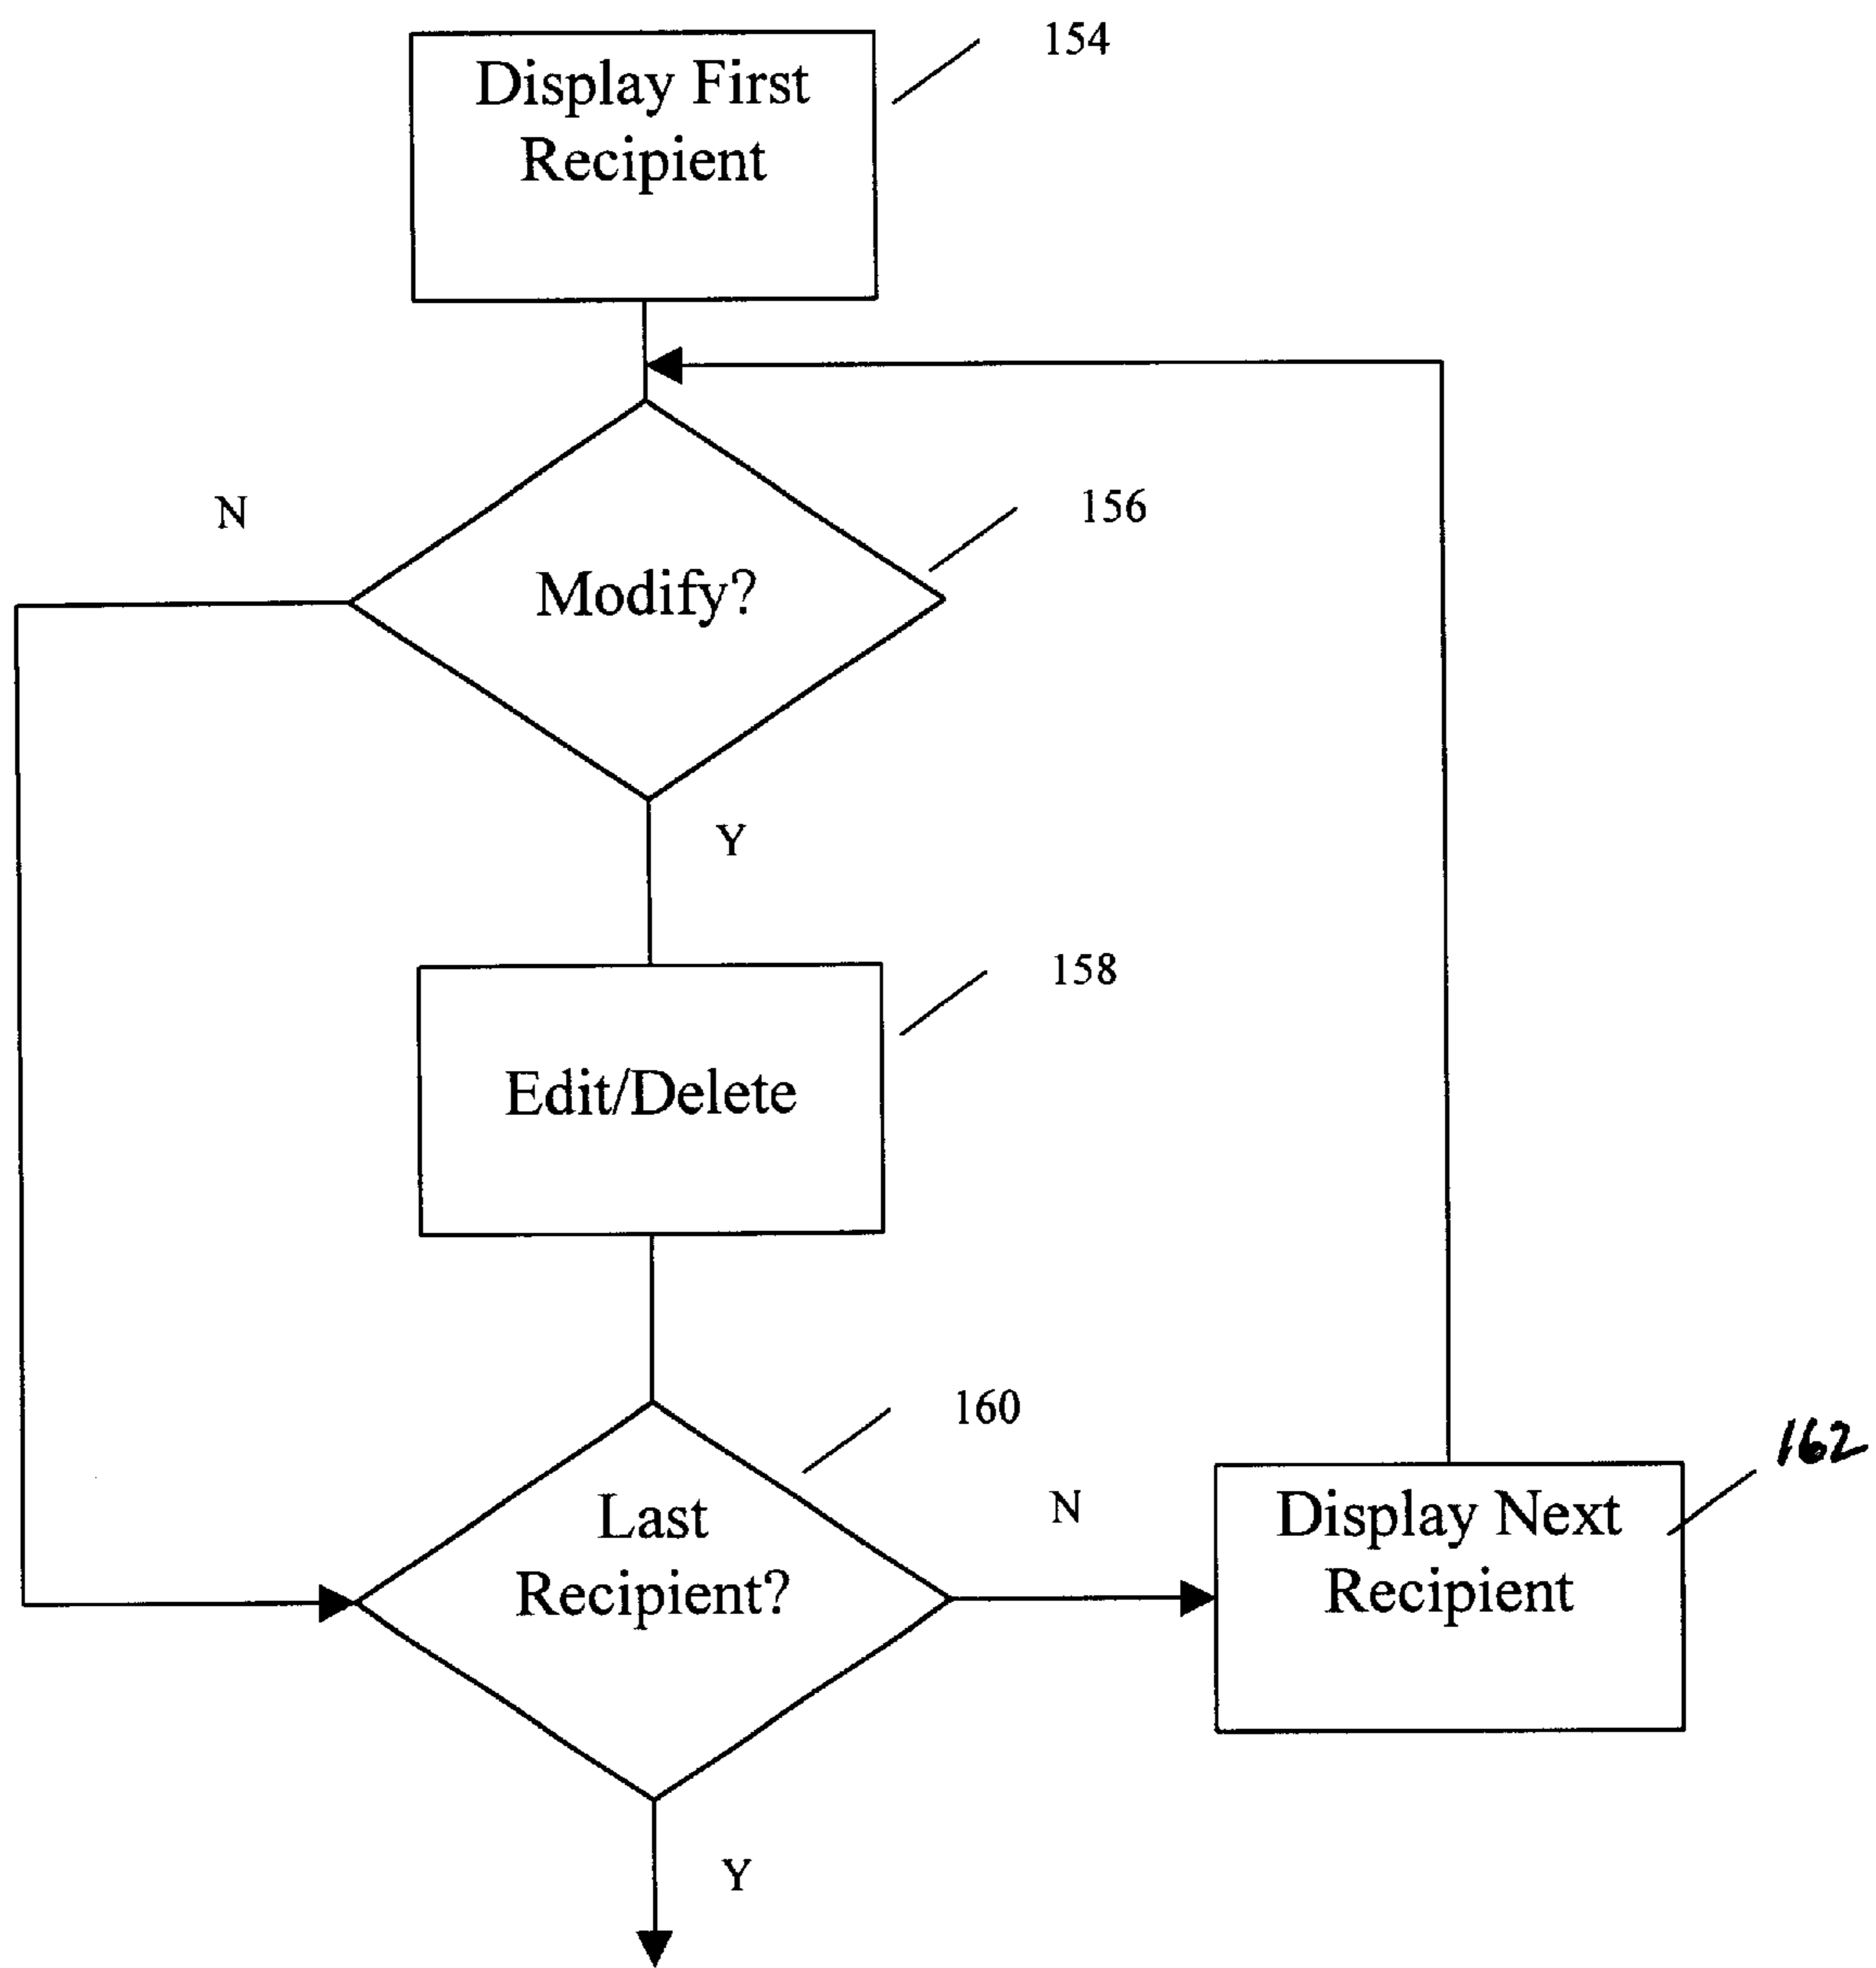 154
Display First
Recipient
N
156
Modify?
Y
158
Edit/Delete
160
162
N
Last
Recipient?
Display Next
Recipient
Y